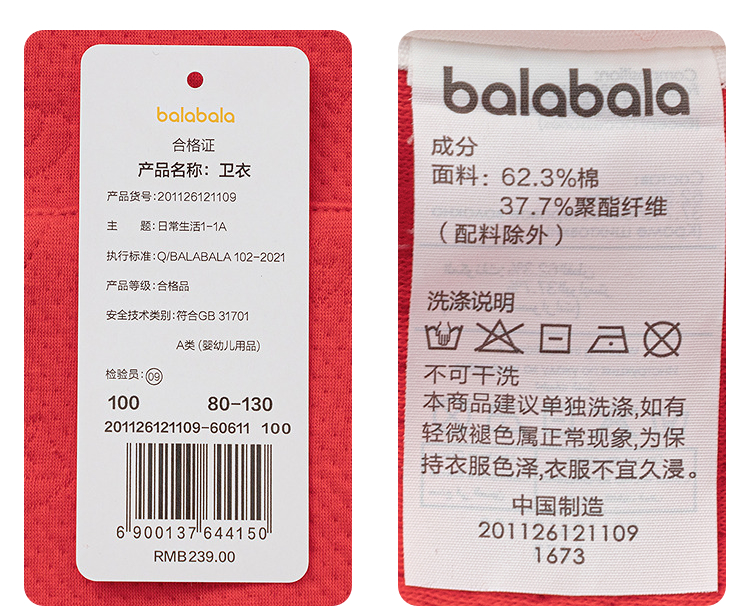 balabala
合格证
产品名称：卫衣
产品货号：201126121109
主　　题：日常生活1-1A
执行标准：Q/BALABALA 102-2021
产品等级：合格品
安全技术类别：符合GB 31701
A类 (婴幼儿用品)
检验员：09
100 80-130
201126121109-60611 100
6 900137 644150
RMB239.00
balabala
成分
面料：62.3%棉
37.7%聚酯纤维
（配料除外）
洗涤说明
不可干洗
本商品建议单独洗涤,如有
轻微褪色属正常现象,为保
持衣服色泽,衣服不宜久浸。
中国制造
201126121109
1673